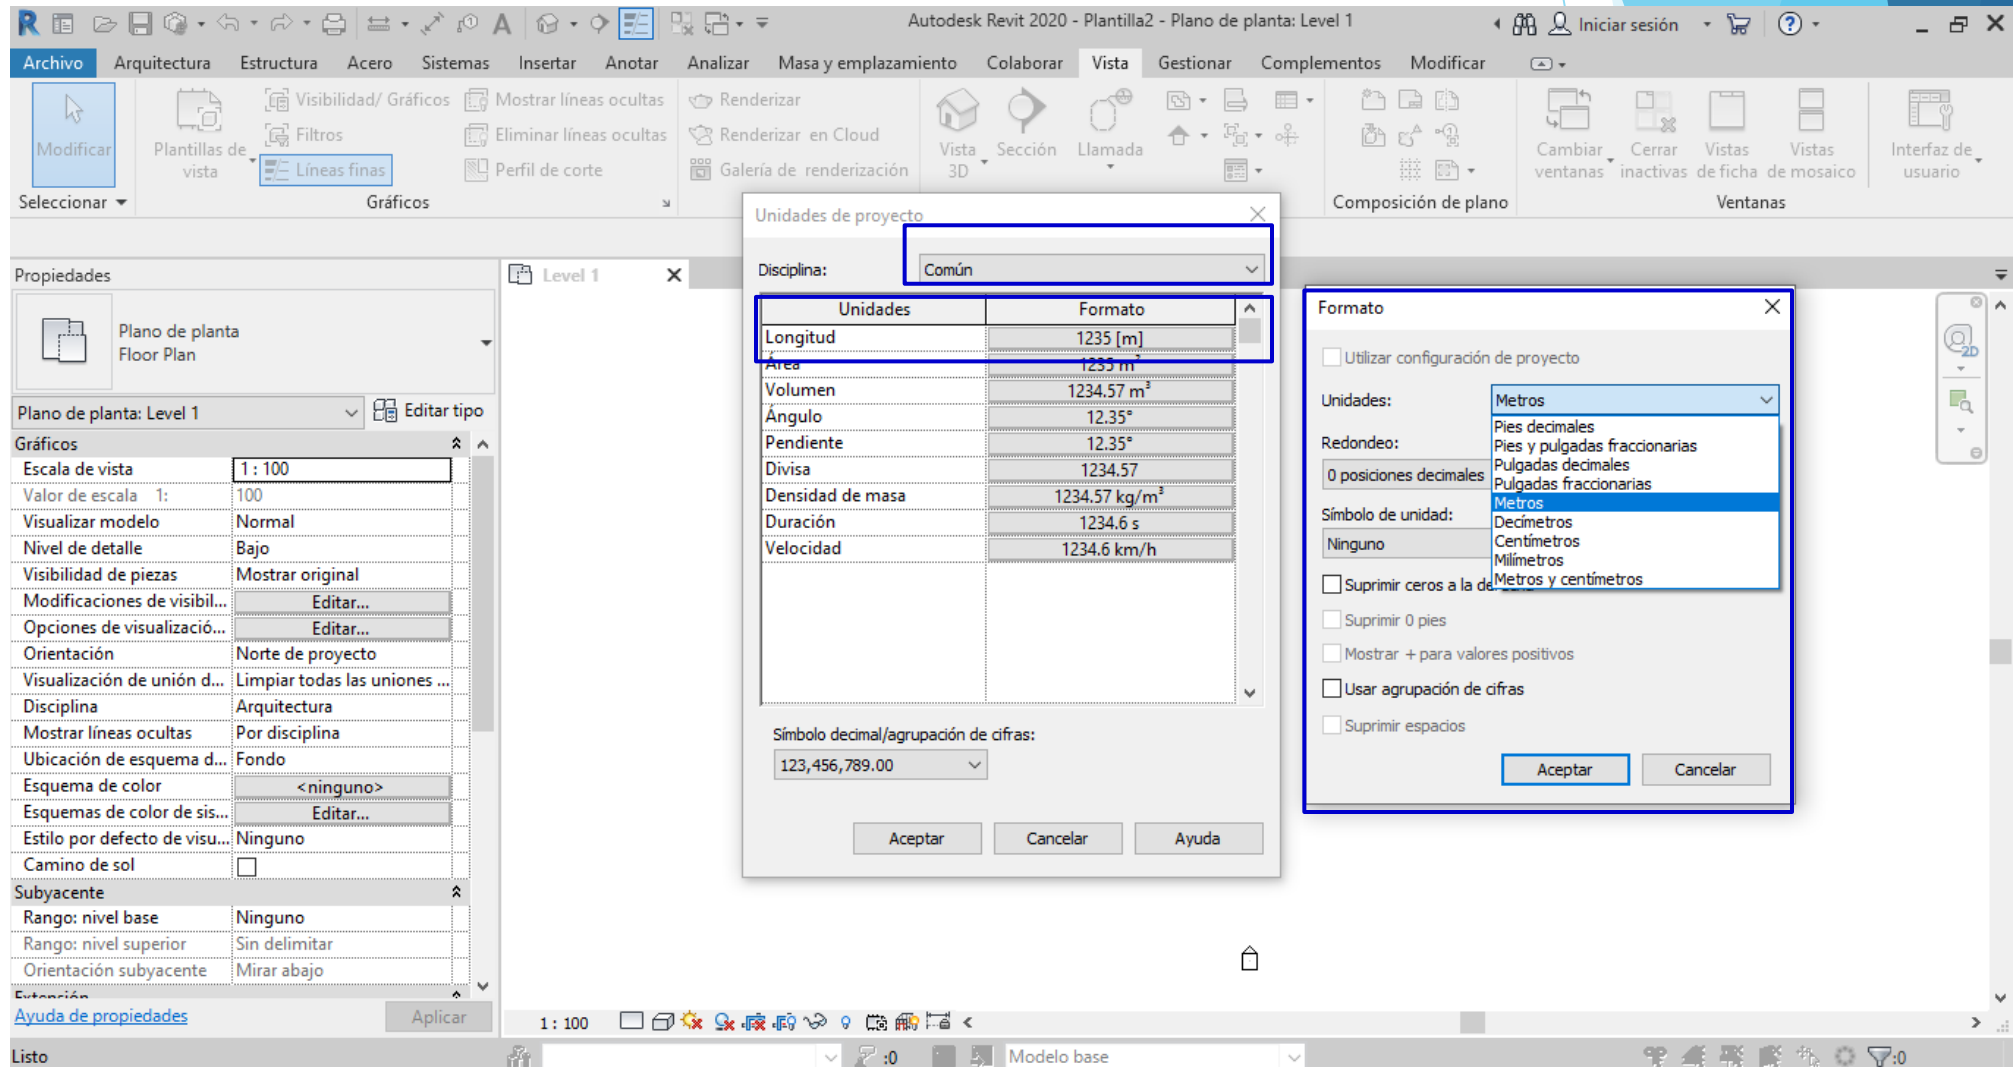 Autodesk Revit 2020 - Plantilla2 - Plano de planta: Level 1
Iniciar sesión
Archivo Arquitectura Estructura Acero Sistemas Insertar Anotar Analizar Masa y emplazamiento Colaborar Vista Gestionar Complementos Modificar
Modificar
Plantillas de vista
Visibilidad/ Gráficos
Filtros
Líneas finas
Mostrar líneas ocultas
Eliminar líneas ocultas
Perfil de corte
Renderizar
Renderizar en Cloud
Galería de renderización
Vista 3D
Sección
Llamada
Cambiar ventanas
Cerrar inactivas
Vistas de ficha
Vistas de mosaico
Interfaz de usuario
Seleccionar
Gráficos
Composición de plano
Ventanas
Propiedades
Plano de planta
Floor Plan
Plano de planta: Level 1
Editar tipo
Gráficos
Escala de vista 1 : 100
Valor de escala 1: 100
Visualizar modelo Normal
Nivel de detalle Bajo
Visibilidad de piezas Mostrar original
Modificaciones de visibil... Editar...
Opciones de visualizació... Editar...
Orientación Norte de proyecto
Visualización de unión d... Limpiar todas las uniones ...
Disciplina Arquitectura
Mostrar líneas ocultas Por disciplina
Ubicación de esquema d... Fondo
Esquema de color <ninguno>
Esquemas de color de sis... Editar...
Estilo por defecto de visu... Ninguno
Camino de sol
Subyacente
Rango: nivel base Ninguno
Rango: nivel superior Sin delimitar
Orientación subyacente Mirar abajo
Extensión
Ayuda de propiedades
Aplicar
Level 1
Unidades de proyecto
Disciplina: Común
Unidades Formato
Longitud 1235 [m]
Área 1235 m²
Volumen 1234.57 m³
Ángulo 12.35°
Pendiente 12.35°
Divisa 1234.57
Densidad de masa 1234.57 kg/m³
Duración 1234.6 s
Velocidad 1234.6 km/h
Símbolo decimal/agrupación de cifras:
123,456,789.00
Aceptar Cancelar Ayuda
Formato
Utilizar configuración de proyecto
Unidades: Metros
Pies decimales
Pies y pulgadas fraccionarias
Pulgadas decimales
Pulgadas fraccionarias
Metros
Decímetros
Centímetros
Milímetros
Metros y centímetros
Redondeo:
0 posiciones decimales
Símbolo de unidad:
Ninguno
Suprimir ceros a la
Suprimir 0 pies
Mostrar + para valores positivos
Usar agrupación de cifras
Suprimir espacios
Aceptar Cancelar
2D
1 : 100
Listo
:0
Modelo base
:0